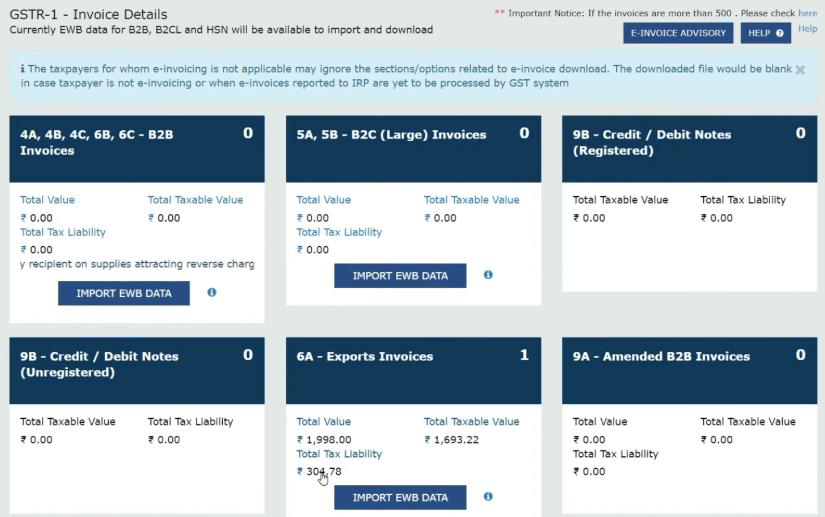 GSTR-1 - Invoice Details
** Important Notice: If the invoices are more than 500 . Please check here
Currently EWB data for B2B, B2CL and HSN will be available to import and download
E-INVOICE ADVISORY
HELP ?
Help
i The taxpayers for whom e-invoicing is not applicable may ignore the sections/options related to e-invoice download. The downloaded file would be blank
in case taxpayer is not e-invoicing or when e-invoices reported to IRP are yet to be processed by GST system
4A, 4B, 4C, 6B, 6C - B2B 0
Invoices
Total Value Total Taxable Value
₹ 0.00 ₹ 0.00
Total Tax Liability
₹ 0.00
y recipient on supplies attracting reverse charg
IMPORT EWB DATA
5A, 5B - B2C (Large) Invoices 0
Total Value Total Taxable Value
₹ 0.00 ₹ 0.00
Total Tax Liability
₹ 0.00
IMPORT EWB DATA
9B - Credit / Debit Notes 0
(Registered)
Total Taxable Value Total Tax Liability
₹ 0.00 ₹ 0.00
9B - Credit / Debit Notes 0
(Unregistered)
Total Taxable Value Total Tax Liability
₹ 0.00 ₹ 0.00
6A - Exports Invoices 1
Total Value Total Taxable Value
₹ 1,998.00 ₹ 1,693.22
Total Tax Liability
₹ 304.78
IMPORT EWB DATA
9A - Amended B2B Invoices 0
Total Value Total Taxable Value
₹ 0.00 ₹ 0.00
Total Tax Liability
₹ 0.00